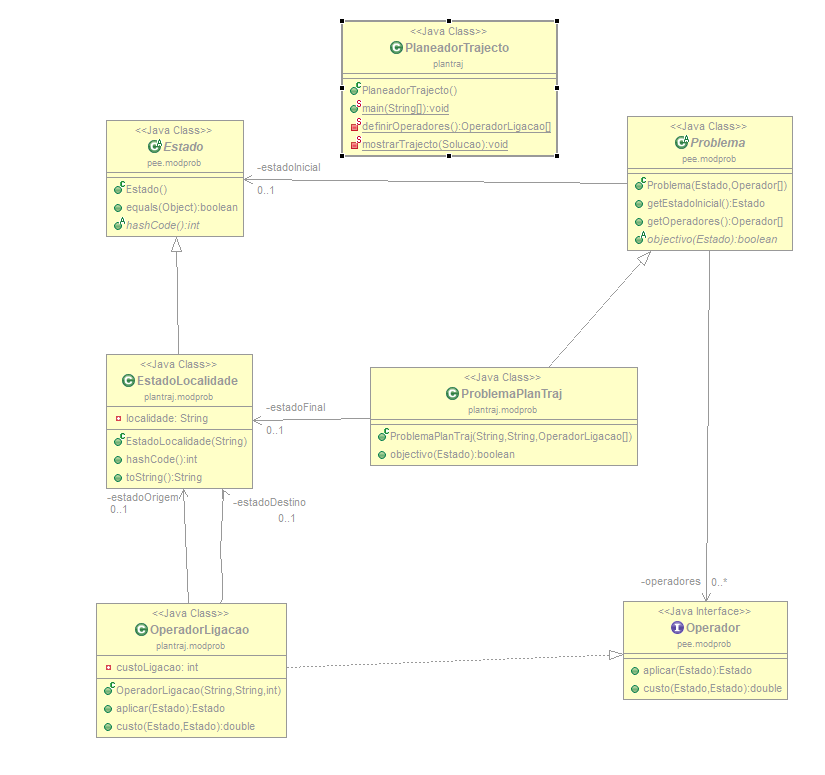 <<Java Class>>
PlaneadorTrajecto
plantraj
PlaneadorTrajecto()
main(String[]):void
definirOperadores():OperadorLigacao[]
mostrarTrajecto(Solucao):void
<<Java Class>>
Estado
pee.modprob
Estado()
equals(Object):boolean
hashCode():int
-estadoInicial
0..1
<<Java Class>>
Problema
pee.modprob
Problema(Estado,Operador[])
getEstadoInicial():Estado
getOperadores():Operador[]
objectivo(Estado):boolean
<<Java Class>>
EstadoLocalidade
plantraj.modprob
localidade: String
EstadoLocalidade(String)
hashCode():int
toString():String
-estadoFinal
0..1
<<Java Class>>
ProblemaPlanTraj
plantraj.modprob
ProblemaPlanTraj(String,String,OperadorLigacao[])
objectivo(Estado):boolean
-estadoOrigem
0..1
-estadoDestino
0..1
-operadores
0..*
<<Java Class>>
OperadorLigacao
plantraj.modprob
custoLigacao: int
OperadorLigacao(String,String,int)
aplicar(Estado):Estado
custo(Estado,Estado):double
<<Java Interface>>
Operador
pee.modprob
aplicar(Estado):Estado
custo(Estado,Estado):double